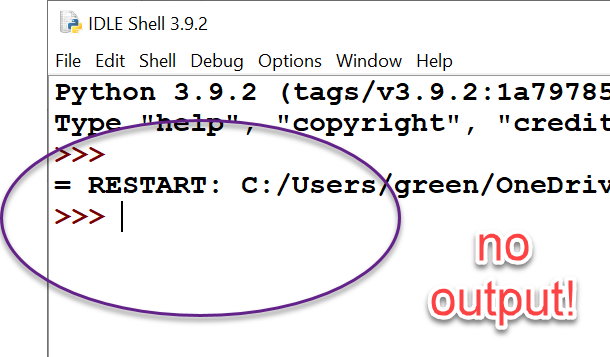 IDLE Shell 3.9.2
File Edit Shell Debug Options Window Help
Python 3.9.2 (tags/v3.9.2:1a79785
Type "help", "copyright", "credit
>>>
= RESTART: C:/Users/green/OneDriv
>>>
no
output!